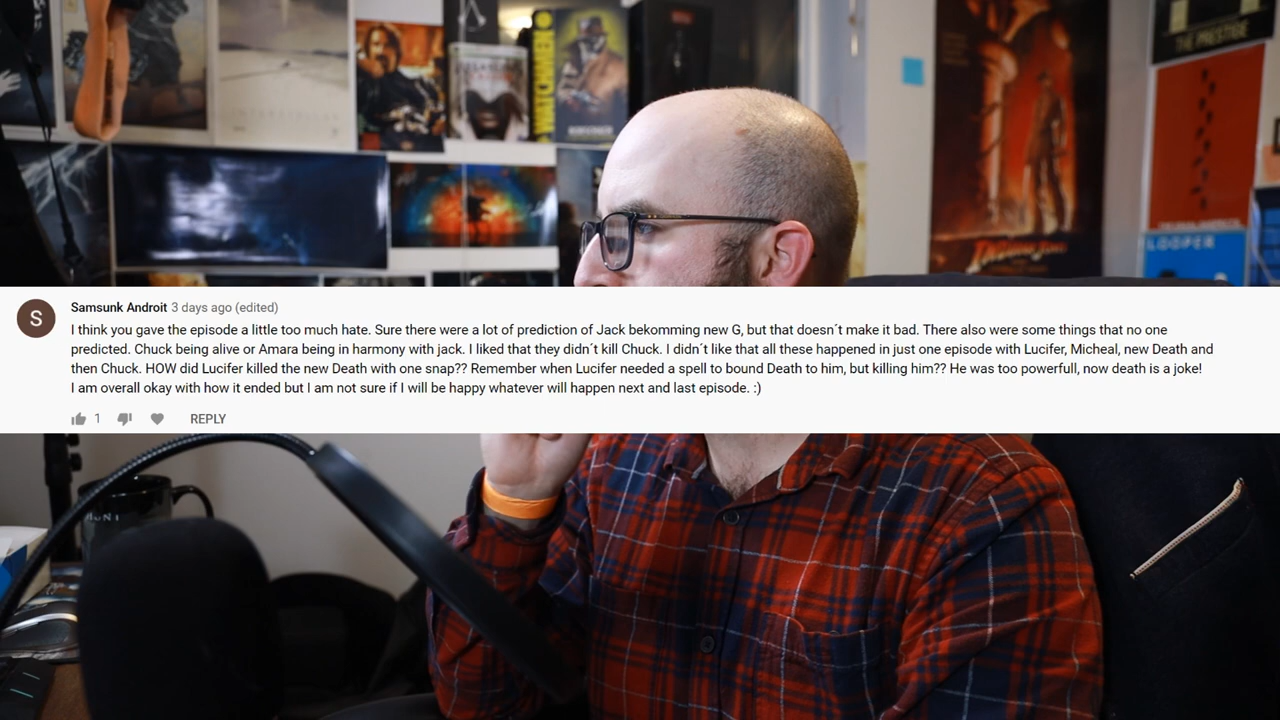 THE PRESTIGE
INTERSTELLAR
Indiana Jones
LOOPER
S
Samsunk Androit 3 days ago (edited)
I think you gave the episode a little too much hate. Sure there were a lot of prediction of Jack bekomming new G, but that doesn´t make it bad. There also were some things that no one
predicted. Chuck being alive or Amara being in harmony with jack. I liked that they didn´t kill Chuck. I didn´t like that all these happened in just one episode with Lucifer, Micheal, new Death and
then Chuck. HOW did Lucifer killed the new Death with one snap?? Remember when Lucifer needed a spell to bound Death to him, but killing him?? He was too powerfull, now death is a joke!
I am overall okay with how it ended but I am not sure if I will be happy whatever will happen next and last episode. :)
1 REPLY